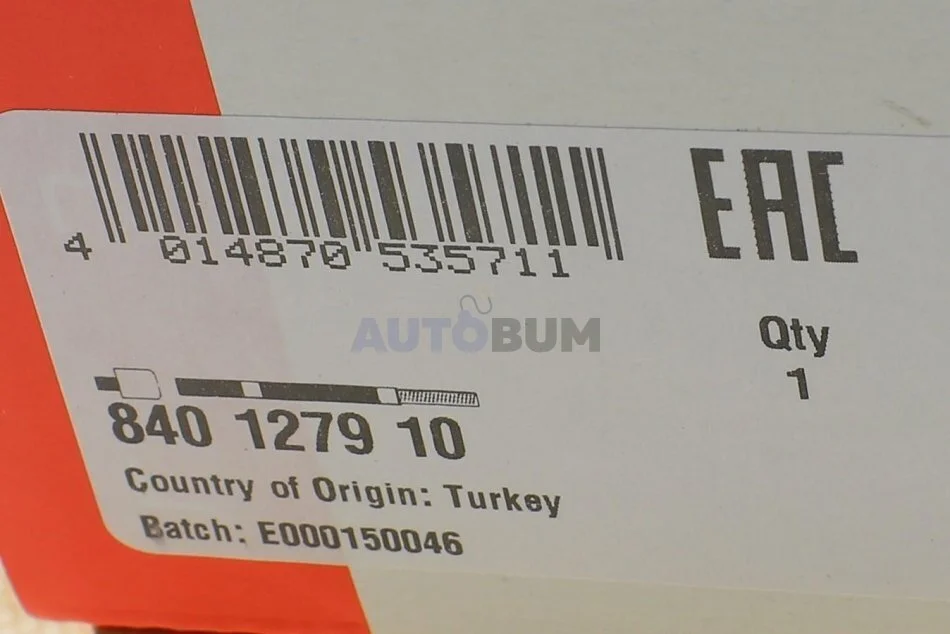 EAC
4 014870 535711
AUTOBUM
Qty
1
840 1279 10
Country of Origin: Turkey
Batch: E000150046